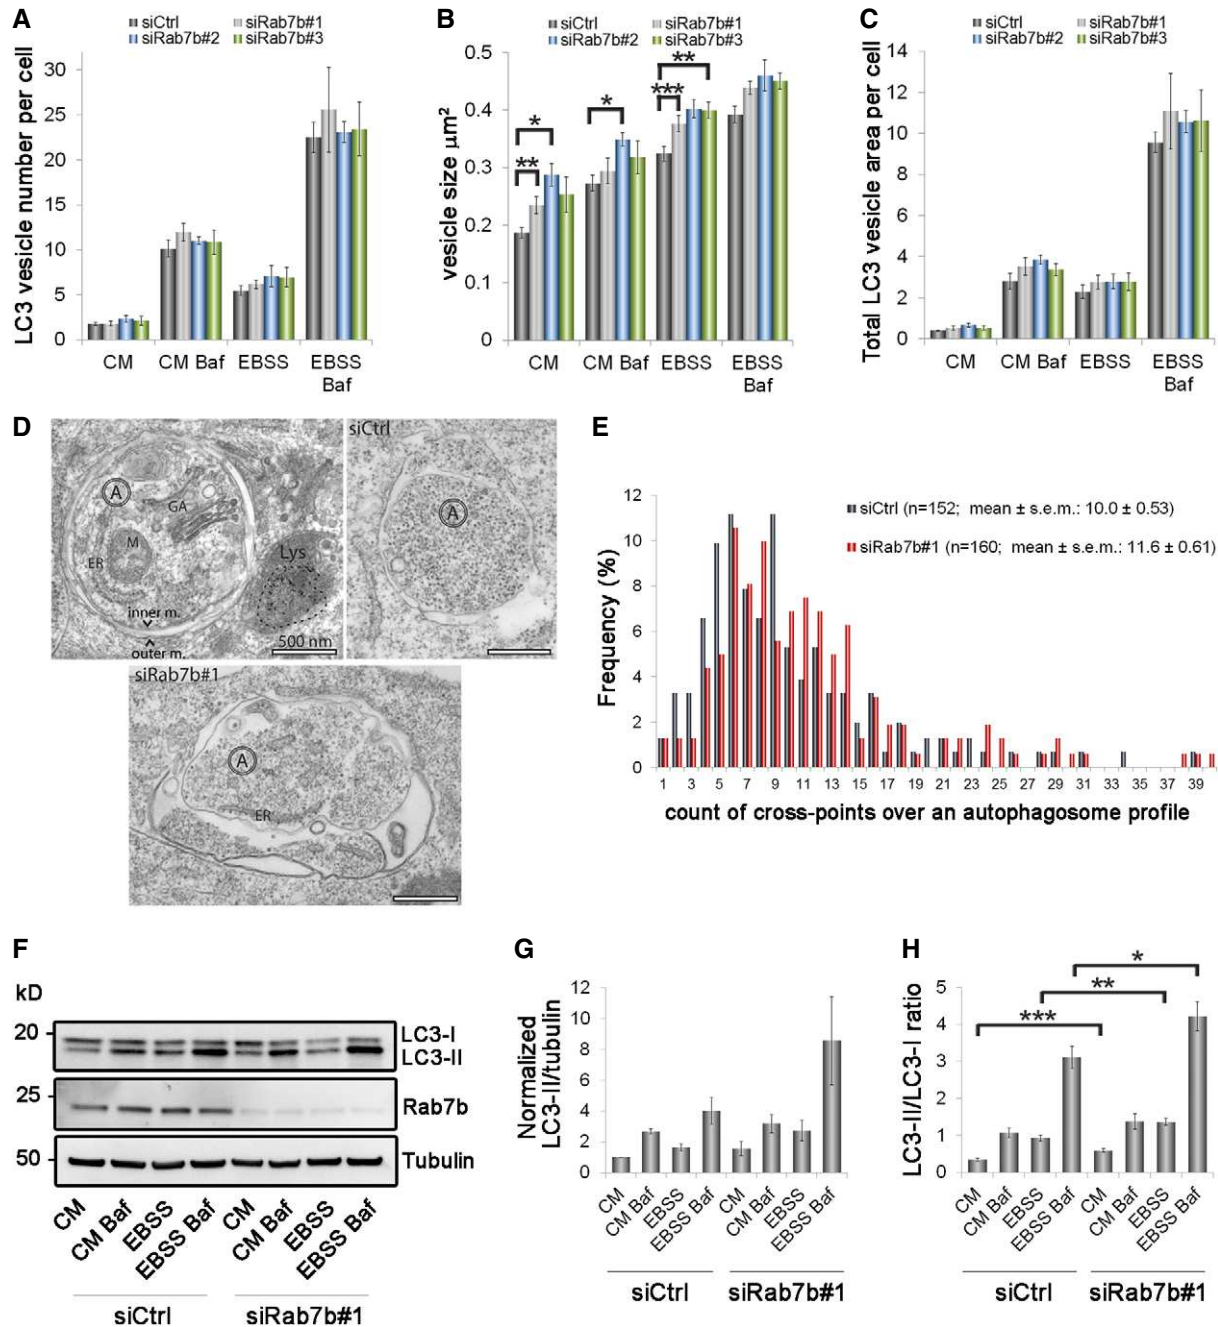 A
siCtrl siRab7b#1
siRab7b#2 siRab7b#3
LC3 vesicle number per cell
30
25
20
15
10
5
0
CM CM Baf EBSS EBSS
Baf
B
siCtrl siRab7b#1
siRab7b#2 siRab7b#3
vesicle size µm²
0.5
0.4
0.3
0.2
0.1
0
*
**
*
**
***
CM CM Baf EBSS EBSS
Baf
C
siCtrl siRab7b#1
siRab7b#2 siRab7b#3
Total LC3 vesicle area per cell
14
12
10
8
6
4
2
0
CM CM Baf EBSS EBSS
Baf
D
A
GA
M
ER
Lys
inner m.
outer m.
500 nm
siCtrl
A
siRab7b#1
A
ER
E
Frequency (%)
12
10
8
6
4
2
0
siCtrl (n=152; mean ± s.e.m.: 10.0 ± 0.53)
siRab7b#1 (n=160; mean ± s.e.m.: 11.6 ± 0.61)
1 3 5 7 9 11 13 15 17 19 21 23 25 27 29 31 33 35 37 39
count of cross-points over an autophagosome profile
F
kD
20
25
50
LC3-I
LC3-II
Rab7b
Tubulin
CM CM Baf EBSS EBSS Baf CM CM Baf EBSS EBSS Baf
siCtrl siRab7b#1
G
Normalized
LC3-II/tubulin
12
10
8
6
4
2
0
CM CM Baf EBSS EBSS Baf CM CM Baf EBSS EBSS Baf
siCtrl siRab7b#1
H
LC3-II/LC3-I ratio
5
4
3
2
1
0
*
**
***
CM CM Baf EBSS EBSS Baf CM CM Baf EBSS EBSS Baf
siCtrl siRab7b#1